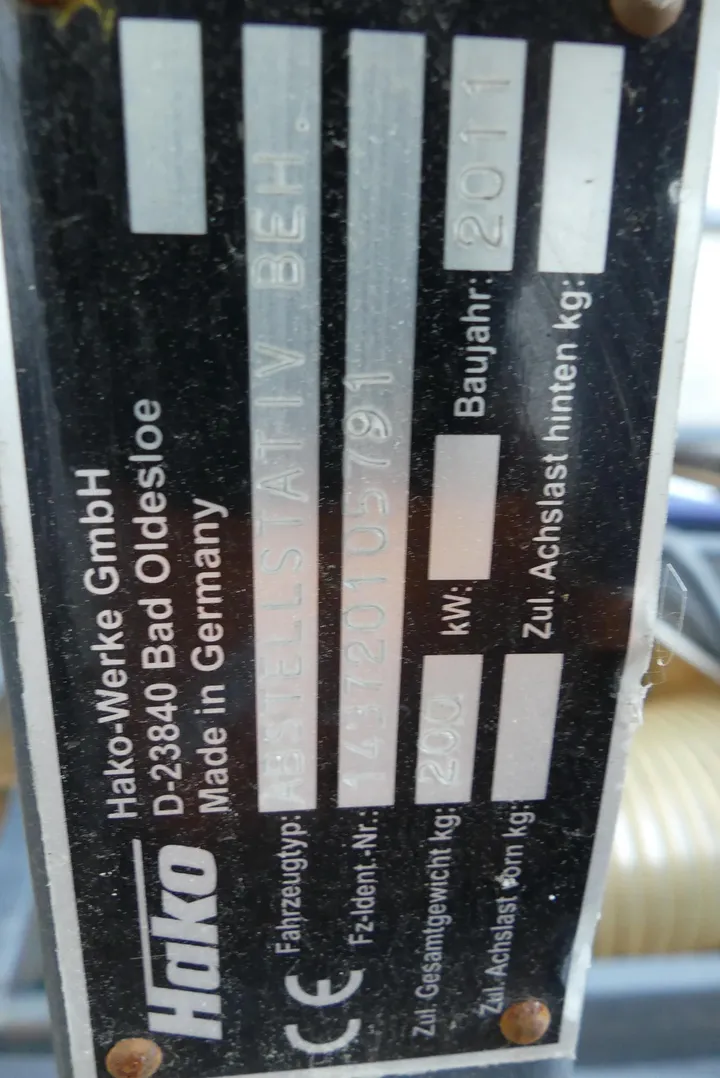 Hako
Hako-Werke GmbH
D-23840 Bad Oldesloe
Made in Germany
CE Fahrzeugtyp: ABSTELLSTATIV BEH.
Fz-Ident.-Nr.: 143720105791
Zul. Gesamtgewicht kg: 200 kW: Baujahr: 2011
Zul. Achslast vorn kg: Zul. Achslast hinten kg: